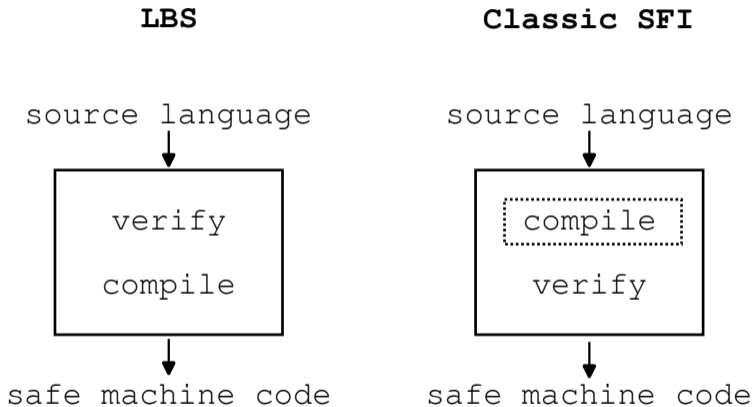 LBS
source language
verify
compile
safe machine code
Classic SFI
source language
compile
verify
safe machine code